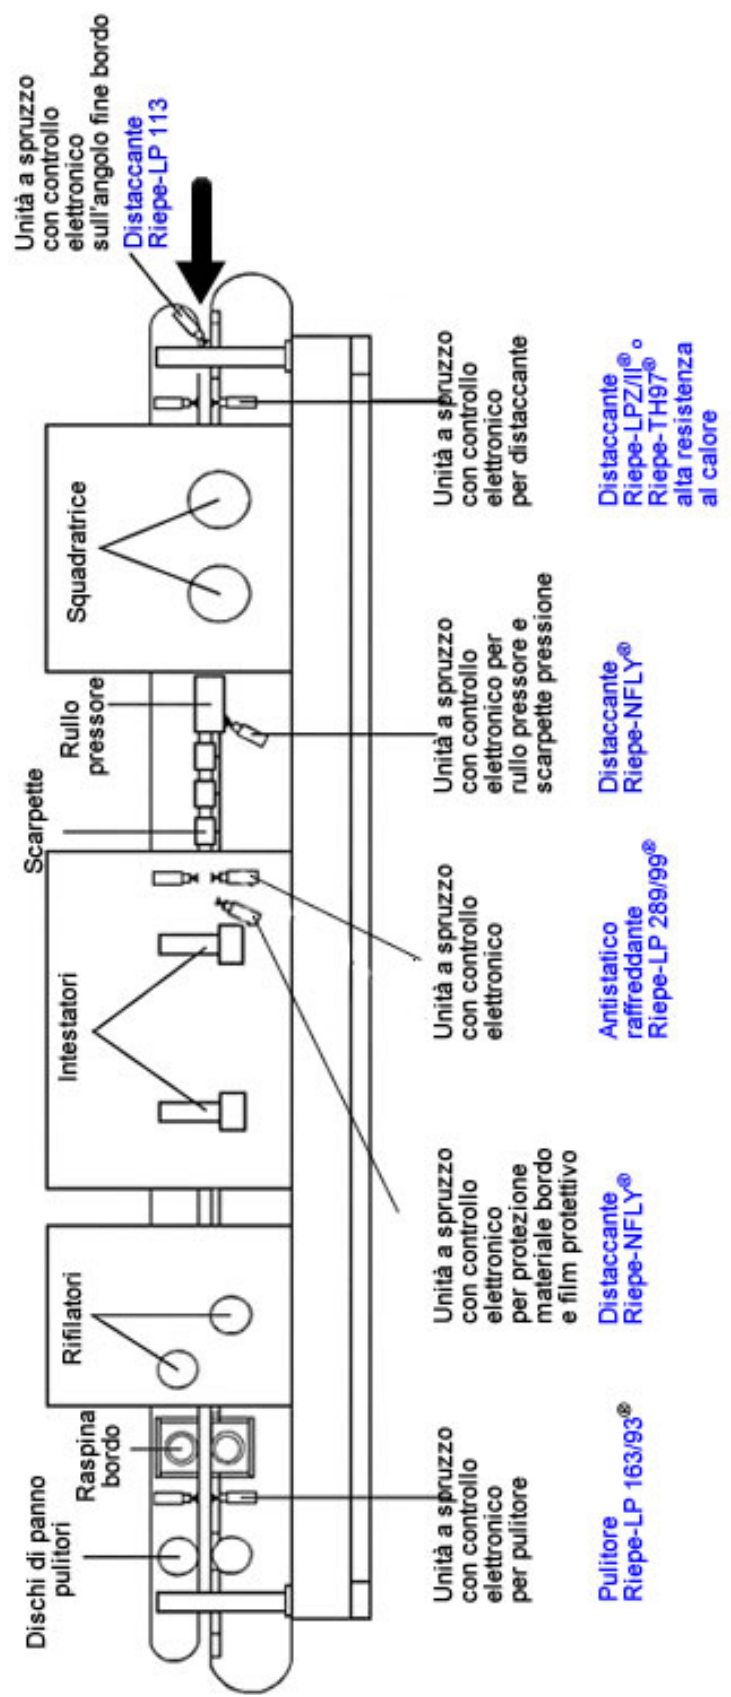 Dischi di panno
pulitori
Raspina
bordo
Rifilatori
Intestatori
Scarpette
Rullo
pressore
Squadratrice
Unità a spruzzo
con controllo
elettronico
sull'angolo fine bordo
Distaccante
Riepe-LP 113
Unità a spruzzo
con controllo
elettronico
per pulitore
Pulitore
Riepe-LP 163/93®
Unità a spruzzo
con controllo
elettronico
per protezione
materiale bordo
e film protettivo
Distaccante
Riepe-NFLY®
Unità a spruzzo
con controllo
elettronico
Antistatico
raffreddante
Riepe-LP 289/99®
Unità a spruzzo
con controllo
elettronico per
rullo pressore e
scarpette pressione
Distaccante
Riepe-NFLY®
Unità a spruzzo
con controllo
elettronico
per distaccante
Distaccante
Riepe-LPZ/II® o
Riepe-TH97®
alta resistenza
al calore